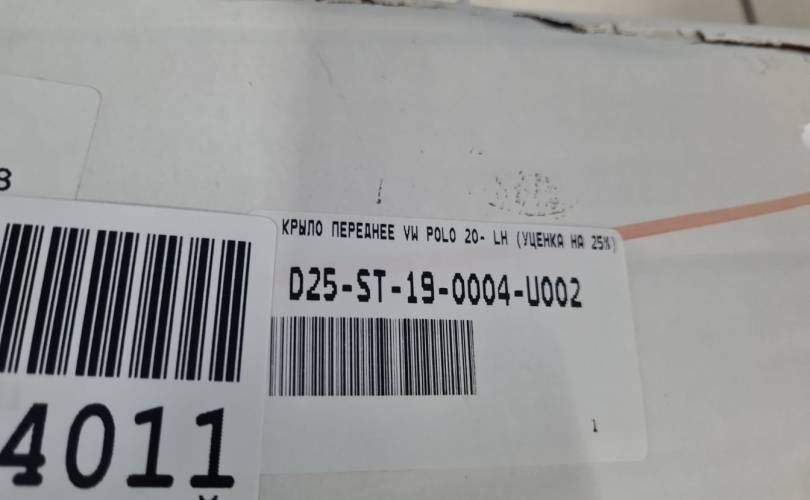 КРЫЛО ПЕРЕДНЕЕ VW POLO 20- LH (УЦЕНКА НА 25%)
D25-ST-19-0004-U002
1
4011